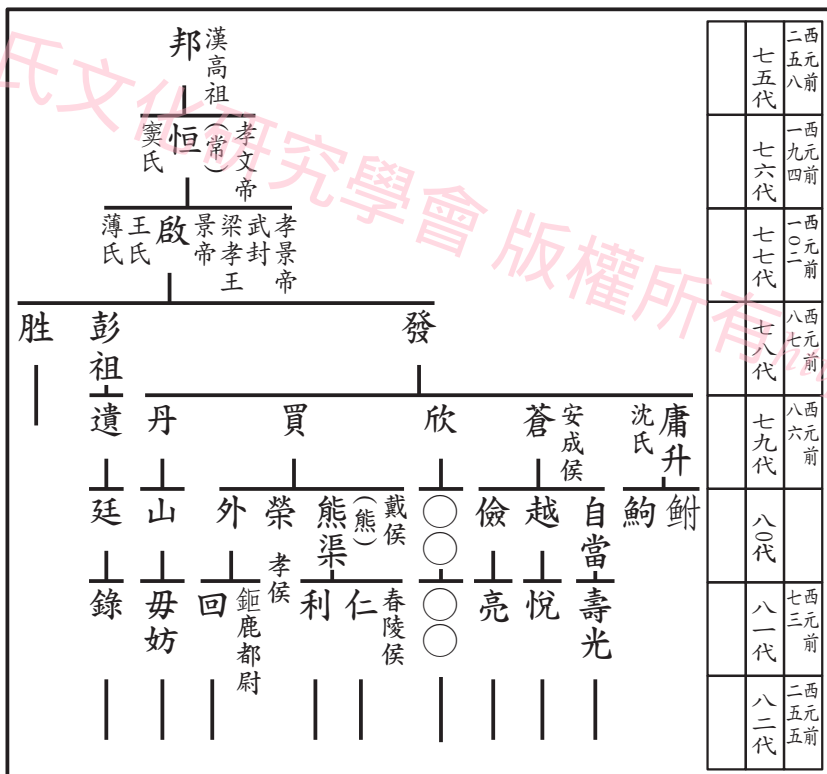 西元前
二五八
七五代
西元前
一九四
七六代
西元前
一〇二
七七代
西元前
八七
七八代
西元前
八六
七九代
八〇代
西元前
七三
八一代
西元前
二五五
八二代
漢高祖
邦
孝文帝
(常)
恒
竇氏
孝景帝
武封
梁孝王
景帝
啟
王氏
薄氏
發
彭祖
胜
庸升
沈氏
安成侯
蒼
欣
買
丹
遺
鮒
鮈
自當
越
儉
〇〇
戴侯
(熊)
熊渠
榮
外
山
廷
壽光
悅
亮
〇〇
春陵侯
仁
利
孝侯
鉅鹿都尉
回
毋妨
錄
氏文化研究學會 版權所有